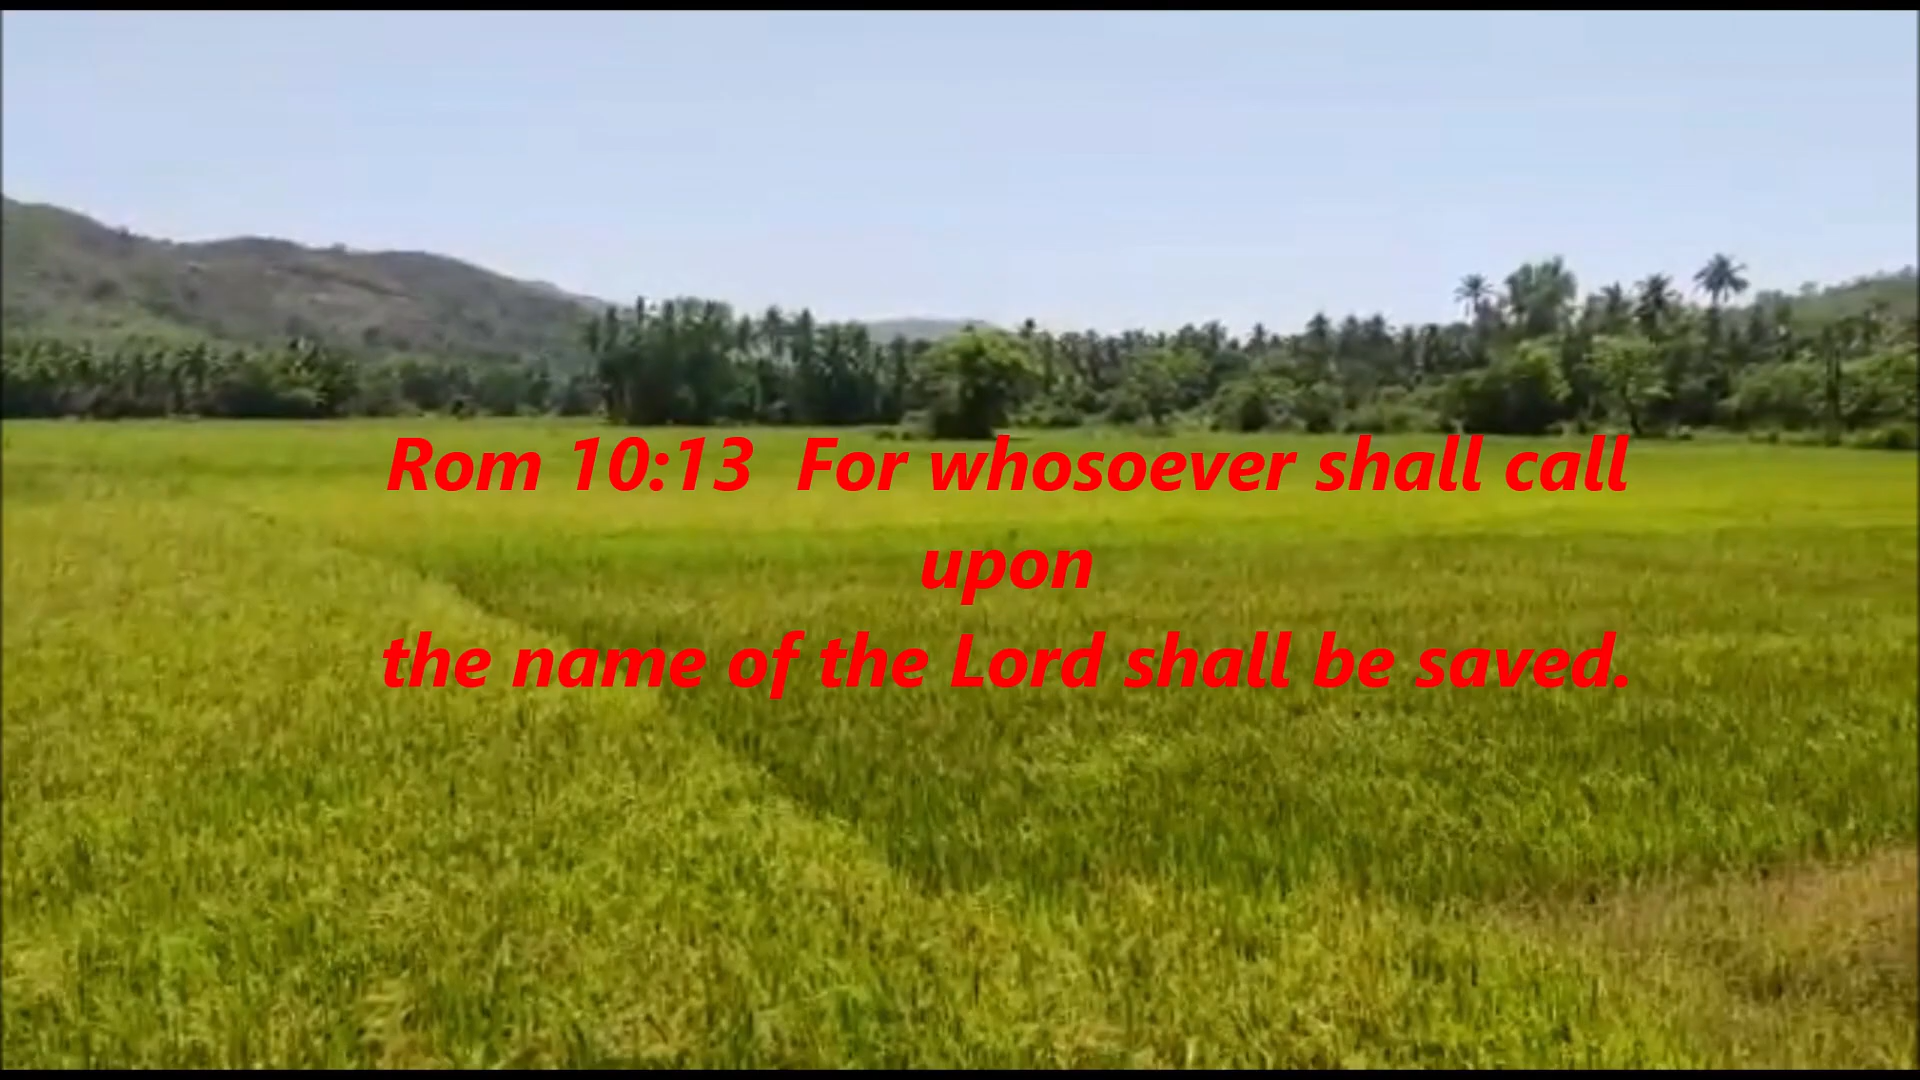 Rom 10:13  For whosoever shall call
upon
the name of the Lord shall be saved.